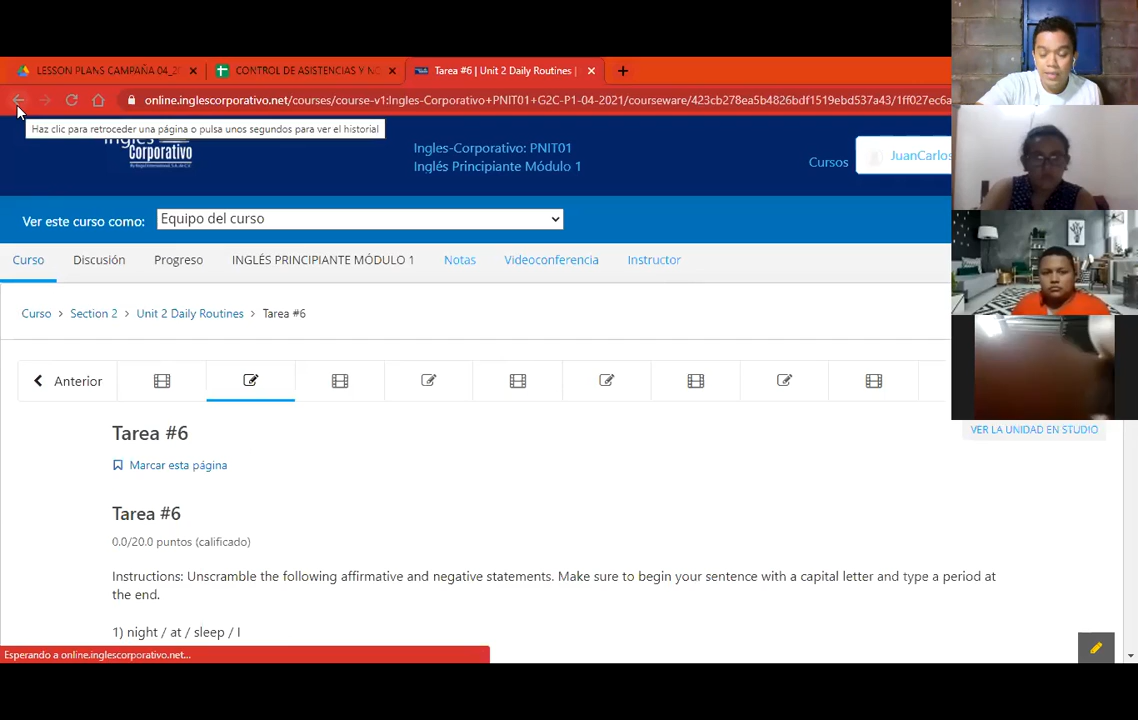 LESSON PLANS CAMPAÑA 04_2
CONTROL DE ASISTENCIAS Y NO
Tarea #6 | Unit 2 Daily Routines |
online.inglescorporativo.net/courses/course-v1:Ingles-Corporativo+PNIT01+G2C-P1-04-2021/courseware/423cb278ea5b4826bdf1519ebd537a43/1ff027ec6a
Haz clic para retroceder una página o pulsa unos segundos para ver el historial
Ingles
Corporativo
Ingles-Corporativo: PNIT01
Inglés Principiante Módulo 1
Cursos
JuanCarlos
Ver este curso como:
Equipo del curso
Curso
Discusión
Progreso
INGLÉS PRINCIPIANTE MÓDULO 1
Notas
Videoconferencia
Instructor
Curso > Section 2 > Unit 2 Daily Routines > Tarea #6
Anterior
Tarea #6
VER LA UNIDAD EN STUDIO
Marcar esta página
Tarea #6
0.0/20.0 puntos (calificado)
Instructions: Unscramble the following affirmative and negative statements. Make sure to begin your sentence with a capital letter and type a period at
the end.
1) night / at / sleep / I
Esperando a online.inglescorporativo.net...